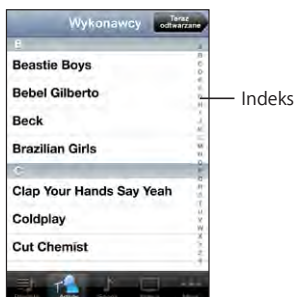 Wykonawcy
Teraz
odtwarzane
B
Beastie Boys
Bebel Gilberto
Indeks
Beck
Brazilian Girls
C
Clap Your Hands Say Yeah
Coldplay
Cut Chemist